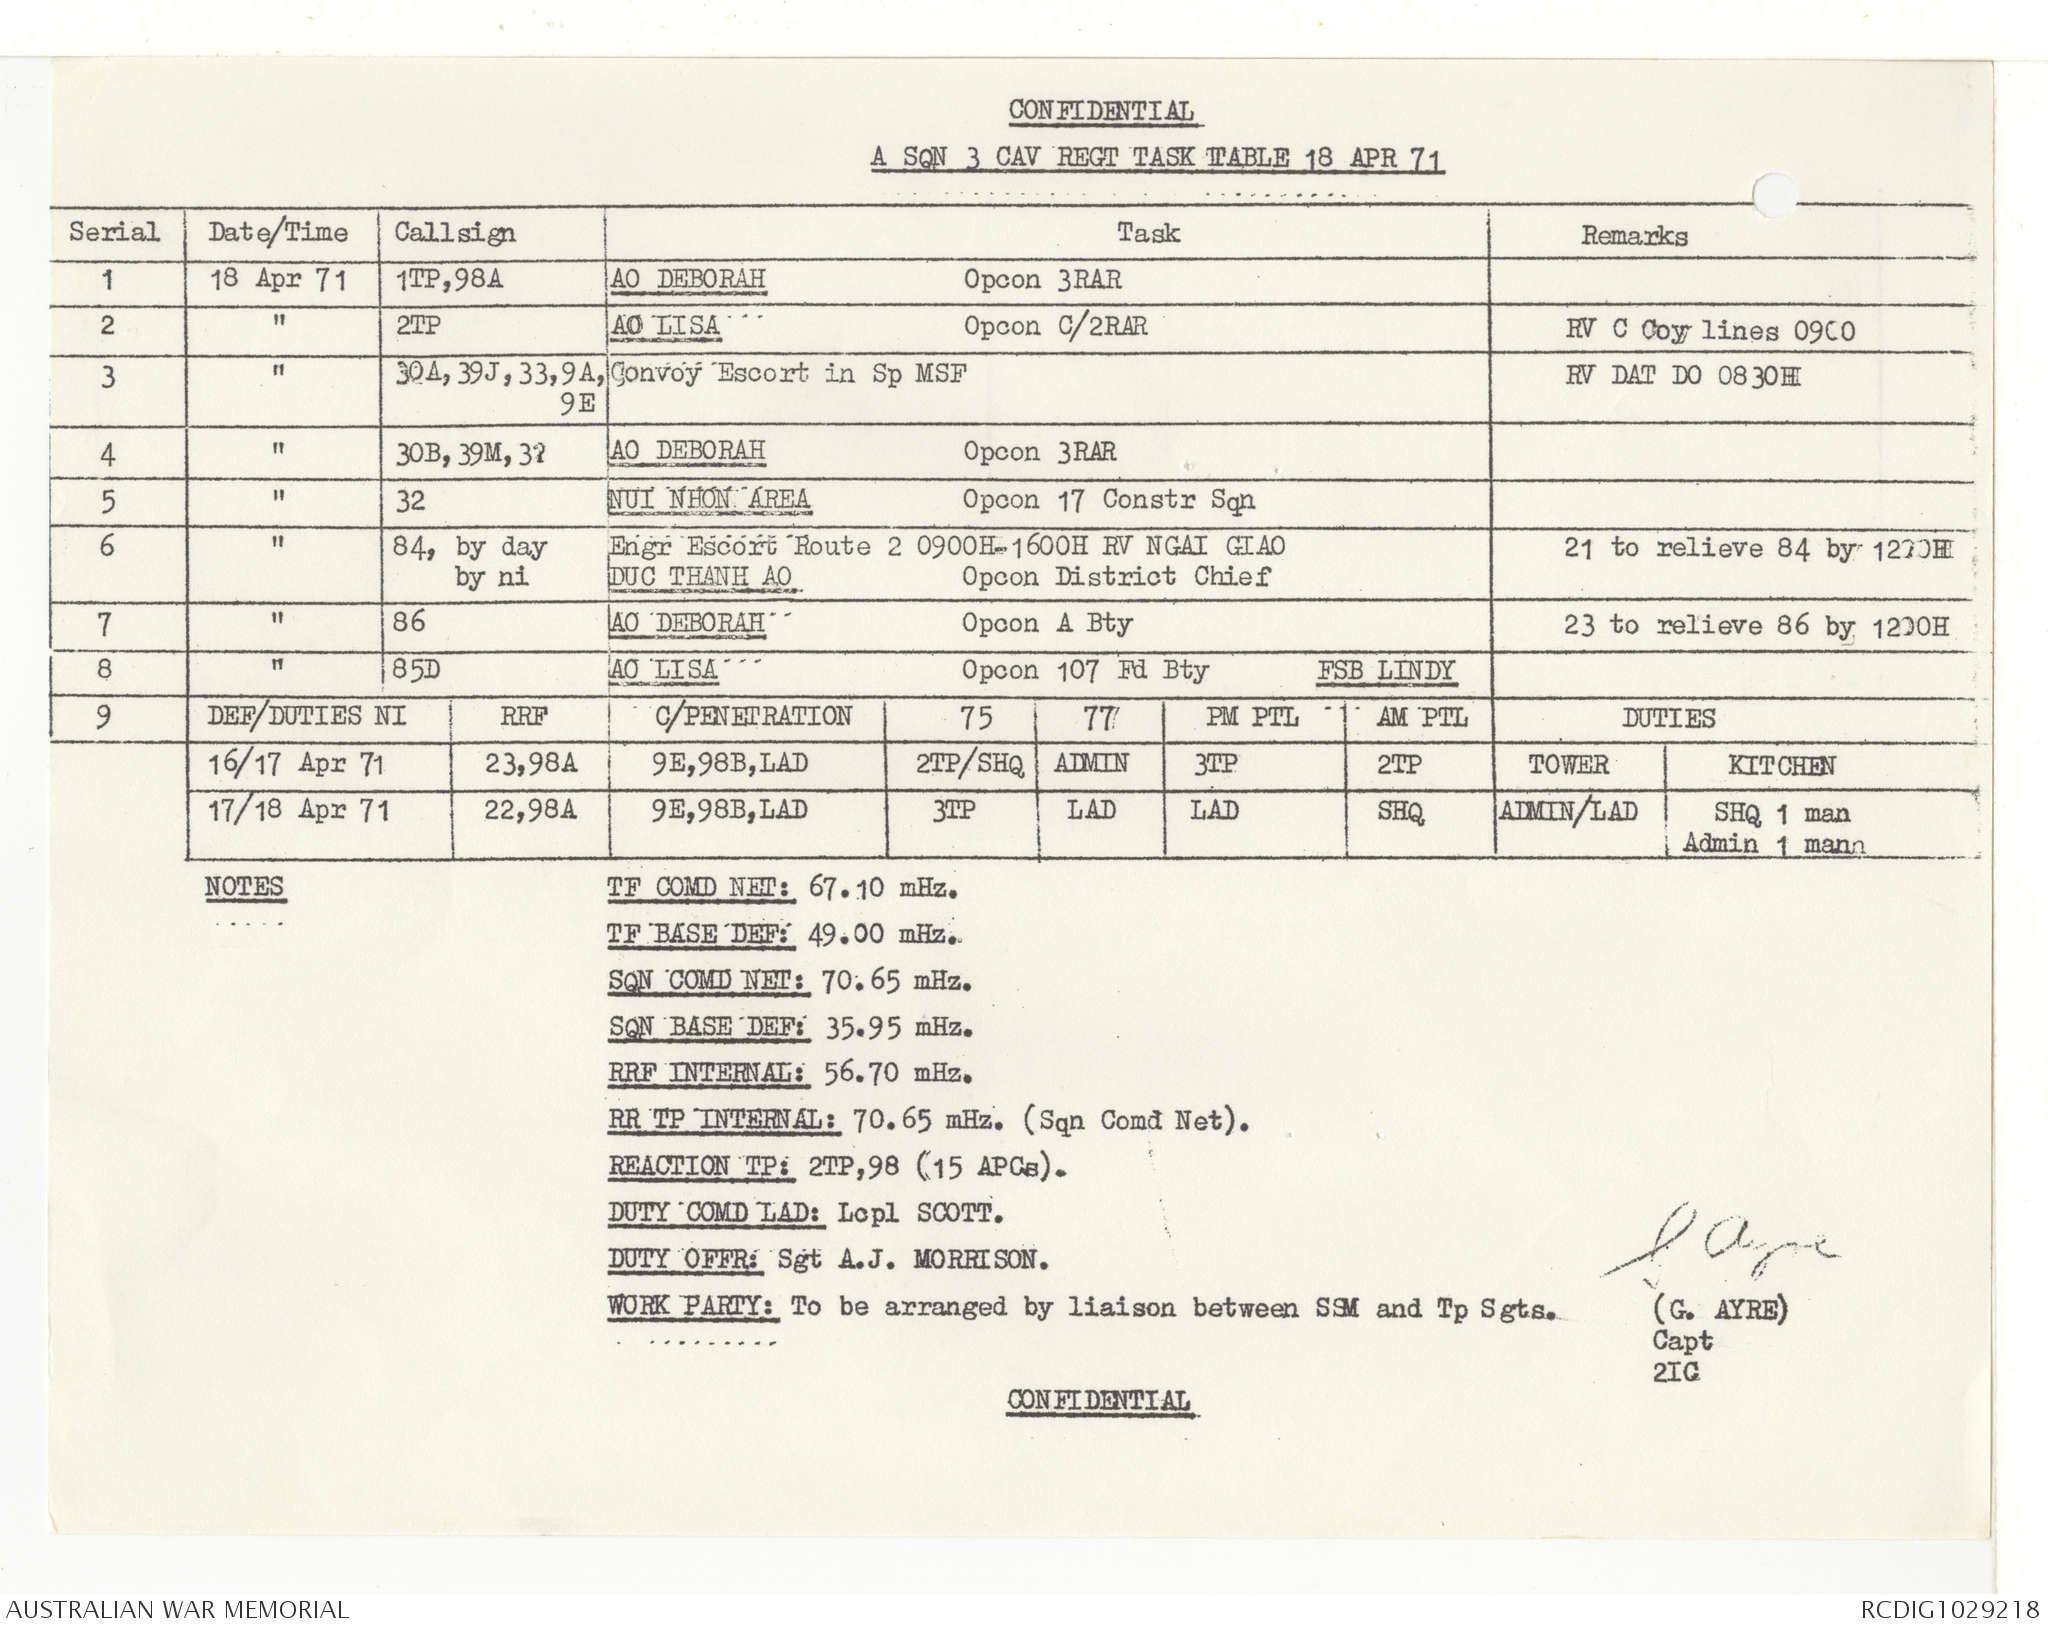 CONFIDENTIAL
A SQN 3 CAV REGT TASK TABLE 18 APR 71
Serial Date/Time Callsign Task Remarks
1 18 Apr 71 1TP,98A AO DEBORAH Opcon 3RAR
2 " 2TP AO LISA Opcon C/2RAR RV C Coy lines 0900
3 " 30A,39J,33,9A, Convoy Escort in Sp MSF RV DAT DO 0830H
9E
4 " 30B,39M, AO DEBORAH Opcon 3RAR
5 " 32 NUI NHON AREA Opcon 17 Constr Sqn
6 " 84, by day Engr Escort Route 2 0900H-1600H RV NGAI GIAO 21 to relieve 84 by
by ni DUC THANH AO Opcon District Chief
7 " 86 AO DEBORAH Opcon A Bty 23 to relieve 86 by 1200H
8 " 85D AO LISA Opcon 107 Fd Bty FSB LINDY
9 DEF/DUTIES NI RRF C/PENETRATION 75 77 PM PTL AM PTL DUTIES
16/17 Apr 71 23,98A 9E,98B,LAD 2TP/SHQ ADMIN 3TP 2TP TOWER KITCHEN
17/18 Apr 71 22,98A 9E,98B,LAD 3TP LAD LAD SHQ ADMIN/LAD SHQ 1 man
Admin 1 mann
NOTES TF COMD NET: 67.10 mHz.
TF BASE DEF: 49.00 mHz.
SQN COMD NET: 70.65 mHz.
SQN BASE DEF: 35.95 mHz.
RRF INTERNAL: 56.70 mHz.
RR TP INTERNAL: 70.65 mHz. (Sqn Comd Net).
REACTION TP: 2TP,98 (15 APCs).
DUTY COMD LAD: Lcpl SCOTT.
DUTY OFFR: Sgt A.J. MORRISON.
G Ayre
WORK PARTY: To be arranged by liaison between SSM and Tp Sgts. (G. AYRE)
Capt
2IC
CONFIDENTIAL
AUSTRALIAN WAR MEMORIAL RCDIG1029218